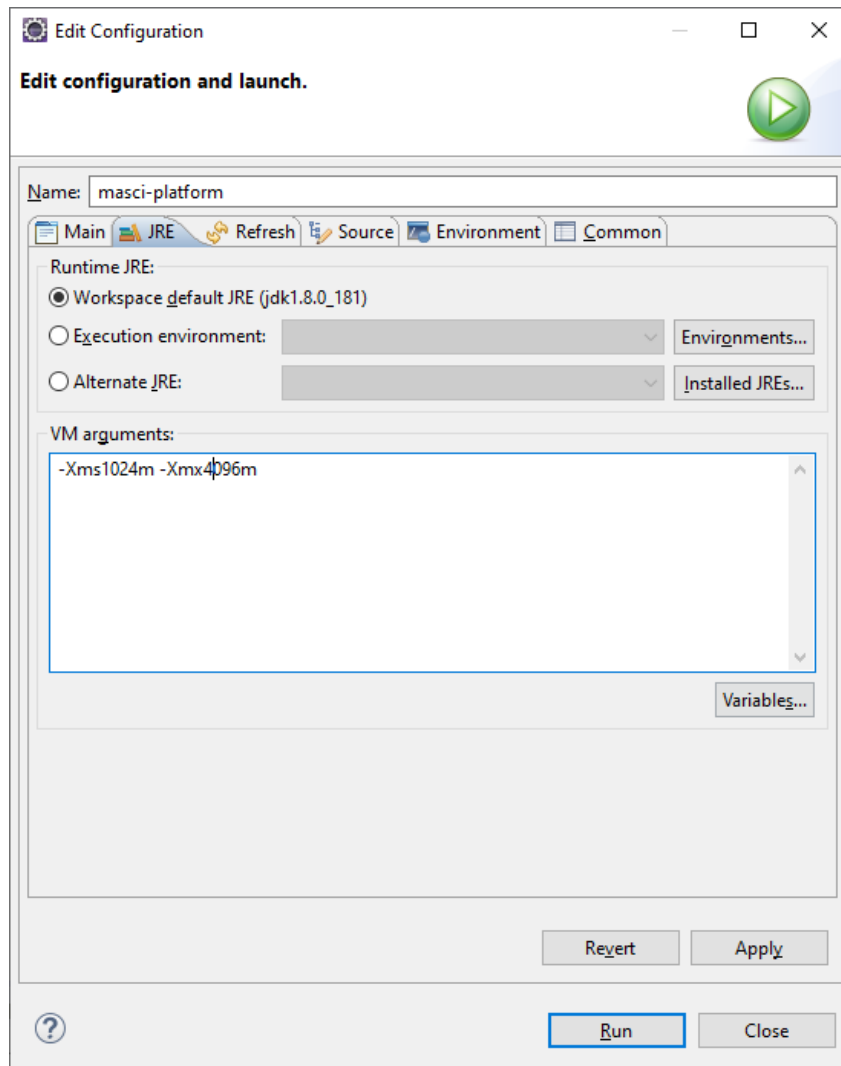 Edit Configuration
Edit configuration and launch.
Name: masci-platform
Main JRE Refresh Source Environment Common
Runtime JRE:
Workspace default JRE (jdk1.8.0_181)
Execution environment: Environments...
Alternate JRE: Installed JREs...
VM arguments:
-Xms1024m -Xmx4096m
Variables...
Revert Apply
? Run Close